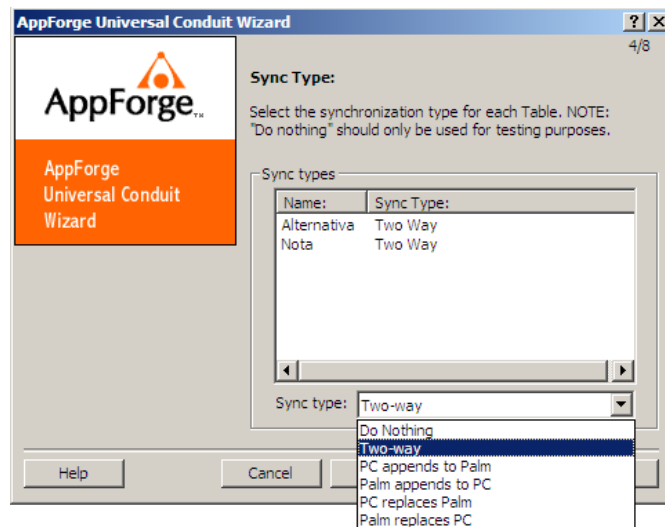 AppForge Universal Conduit Wizard
4/8
AppForge™
AppForge
Universal Conduit
Wizard
Sync Type:
Select the synchronization type for each Table. NOTE:
"Do nothing" should only be used for testing purposes.
Sync types
Name: Sync Type:
Alternativa Two Way
Nota Two Way
Sync type: Two-way
Do Nothing
Two-way
PC appends to Palm
Palm appends to PC
PC replaces Palm
Palm replaces PC
Help Cancel